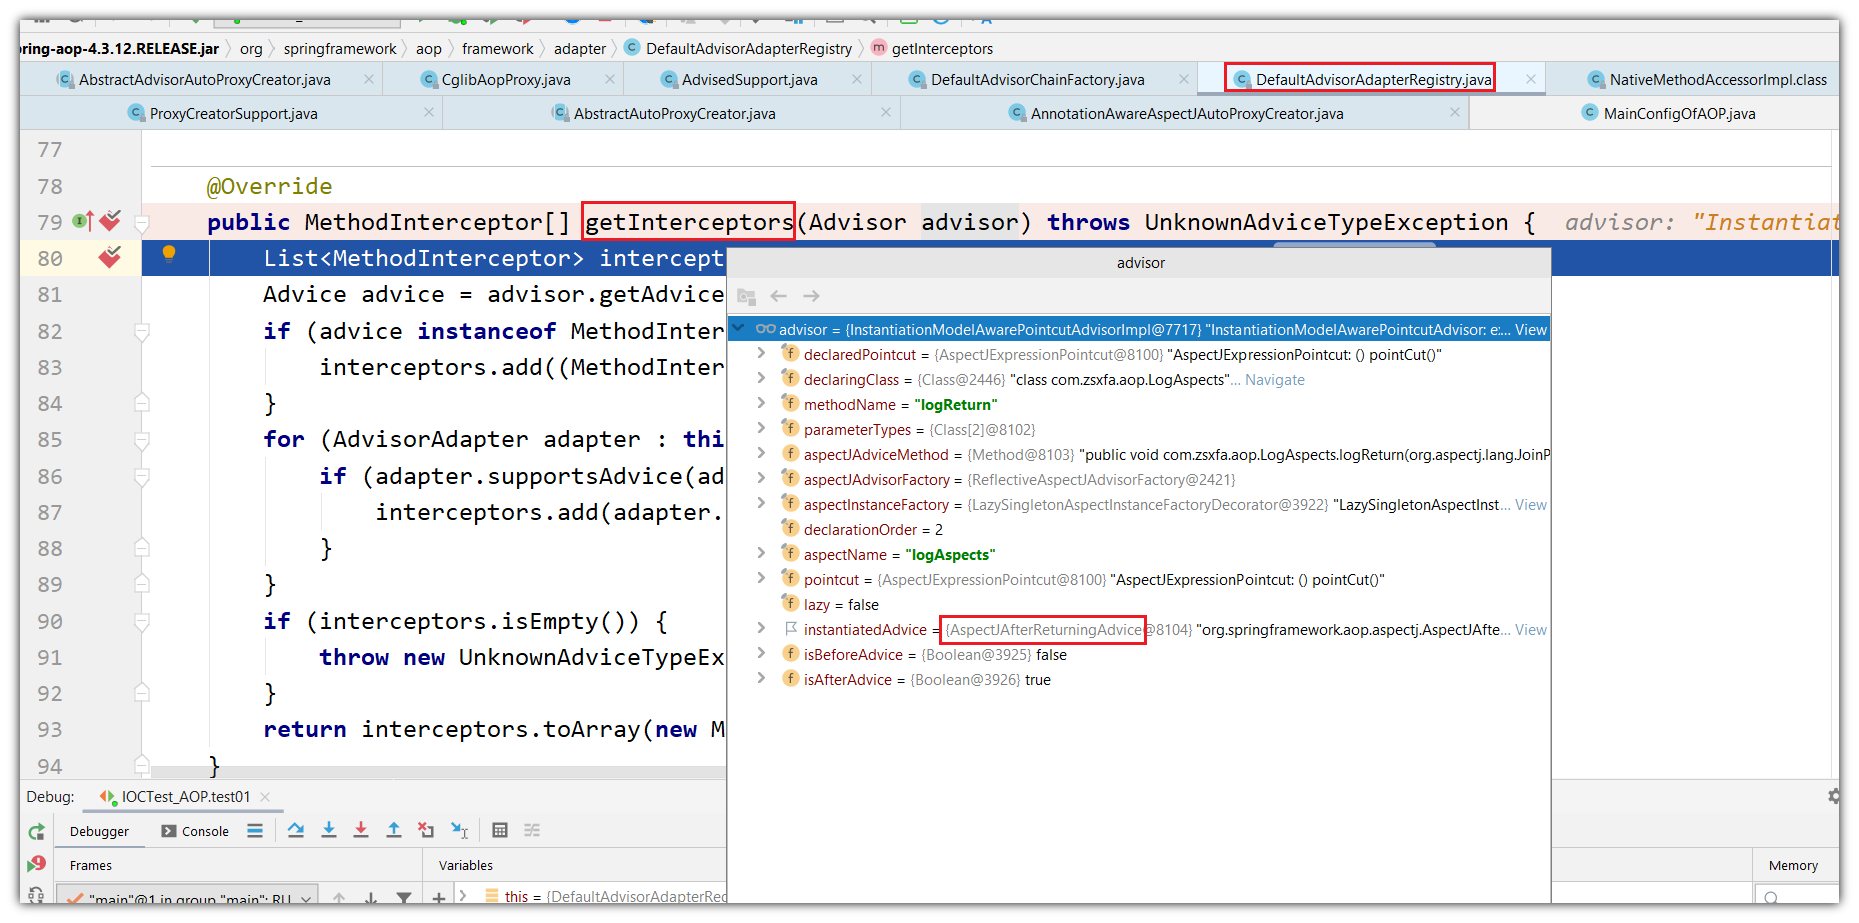 pring-aop-4.3.12.RELEASE.jar 〉 org 〉 springframework 〉 aop 〉 framework 〉 adapter 〉 DefaultAdvisorAdapterRegistry 〉 getInterceptors
AbstractAdvisorAutoProxyCreator.java CglibAopProxy.java AdvisedSupport.java DefaultAdvisorChainFactory.java DefaultAdvisorAdapterRegistry.java NativeMethodAccessorImpl.class
ProxyCreatorSupport.java AbstractAutoProxyCreator.java AnnotationAwareAspectJAutoProxyCreator.java MainConfigOfAOP.java
77
78 @Override
79 public MethodInterceptor[] getInterceptors(Advisor advisor) throws UnknownAdviceTypeException { advisor: "Instantiat
80 List<MethodInterceptor> intercept
81 Advice advice = advisor.getAdvice
82 if (advice instanceof MethodInter
83 interceptors.add((MethodInter
84 }
85 for (AdvisorAdapter adapter : thi
86 if (adapter.supportsAdvice(ad
87 interceptors.add(adapter.
88 }
89 }
90 if (interceptors.isEmpty()) {
91 throw new UnknownAdviceTypeEx
92 }
93 return interceptors.toArray(new M
94 }
advisor
advisor = {InstantiationModelAwarePointcutAdvisorImpl@7717} "InstantiationModelAwarePointcutAdvisor: e:... View
declaredPointcut = {AspectJExpressionPointcut@8100} "AspectJExpressionPointcut: () pointCut()"
declaringClass = {Class@2446} "class com.zsxfa.aop.LogAspects"... Navigate
methodName = "logReturn"
parameterTypes = {Class[2]@8102}
aspectJAdviceMethod = {Method@8103} "public void com.zsxfa.aop.LogAspects.logReturn(org.aspectj.lang.JoinP
aspectJAdvisorFactory = {ReflectiveAspectJAdvisorFactory@2421}
aspectInstanceFactory = {LazySingletonAspectInstanceFactoryDecorator@3922} "LazySingletonAspectInst... View
declarationOrder = 2
aspectName = "logAspects"
pointcut = {AspectJExpressionPointcut@8100} "AspectJExpressionPointcut: () pointCut()"
lazy = false
instantiatedAdvice = {AspectJAfterReturningAdvice@8104} "org.springframework.aop.aspectj.AspectJAfte... View
isBeforeAdvice = {Boolean@3925} false
isAfterAdvice = {Boolean@3926} true
Debug: IOCTest_AOP.test01
Debugger Console
Frames Variables Memory
"main"@1 in group "main": RU this = {DefaultAdvisorAdapterReg